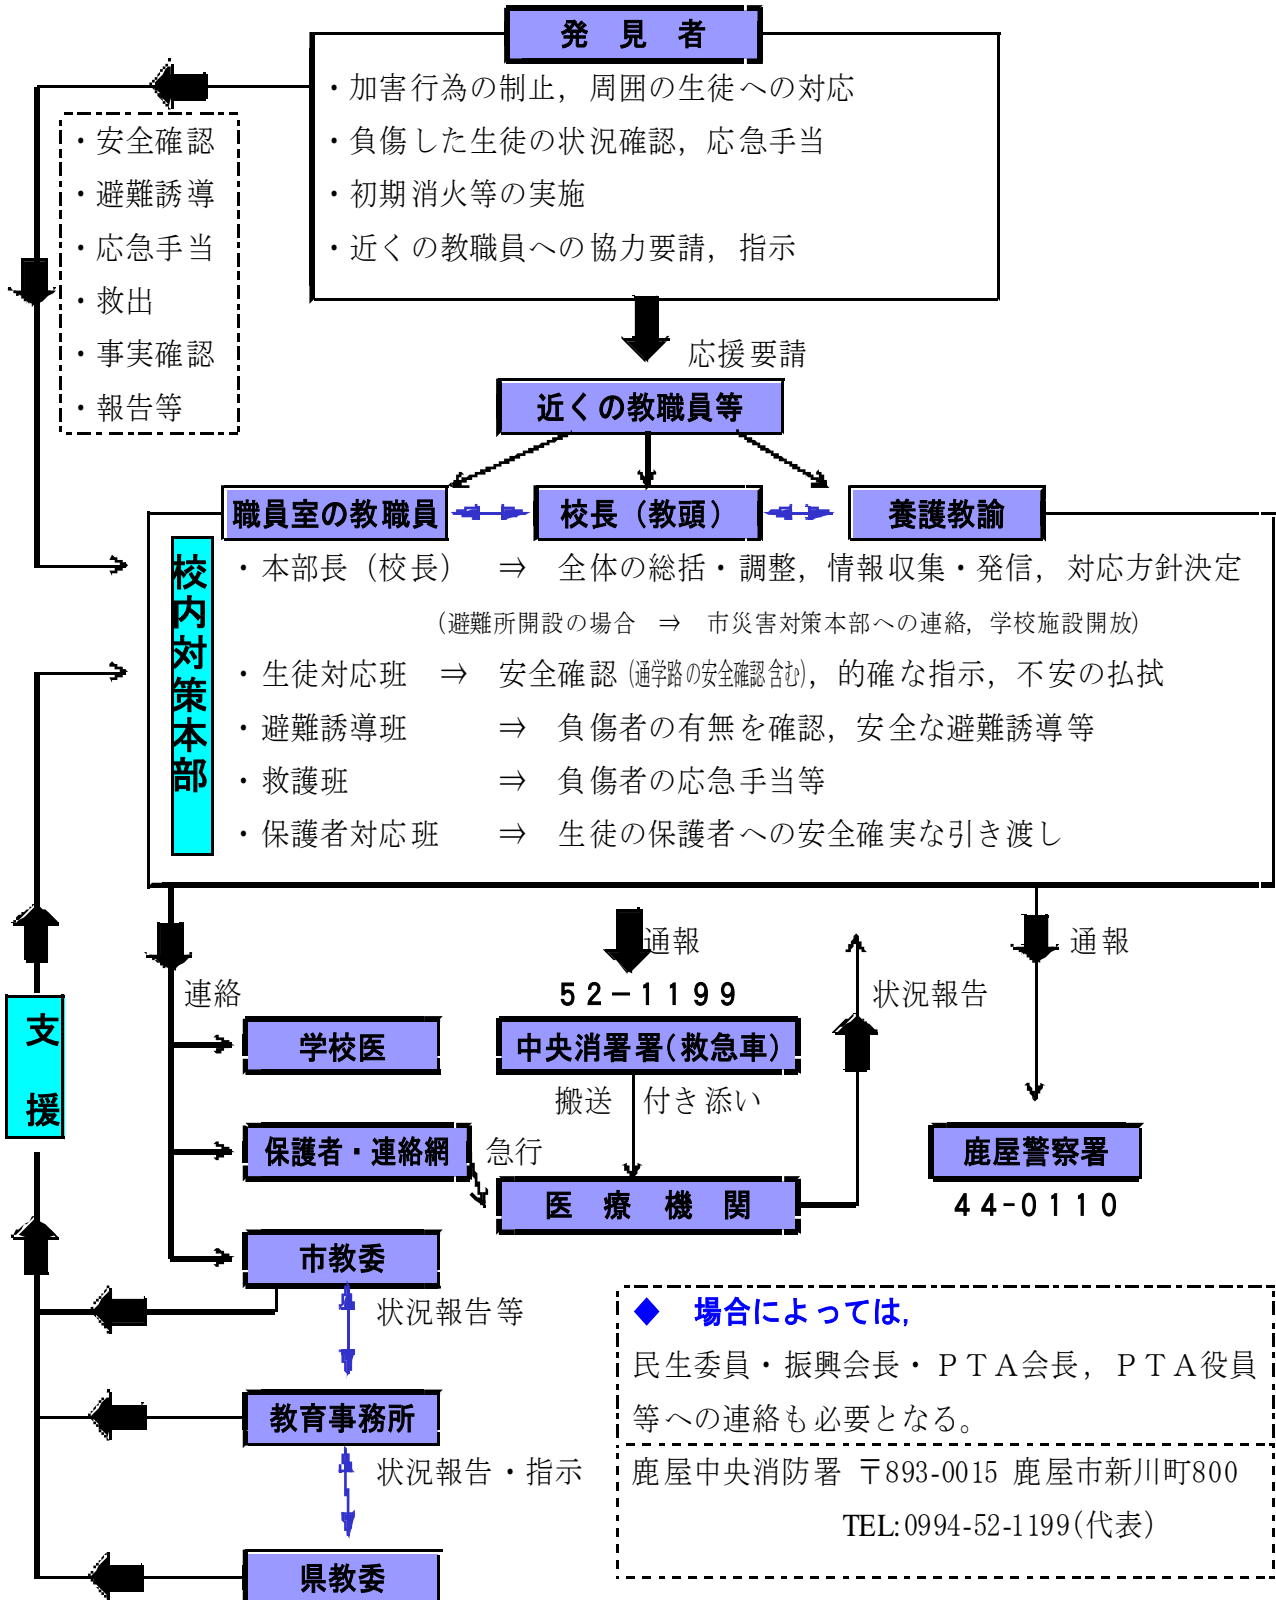 発　見　者
・加害行為の制止，周囲の生徒への対応
・負傷した生徒の状況確認，応急手当
・初期消火等の実施
・近くの教職員への協力要請，指示
・安全確認
・避難誘導
・応急手当
・救出
・事実確認
・報告等
応援要請
近くの教職員等
職員室の教職員
校長（教頭）
養護教諭
校内対策本部
・本部長（校長）　⇒　全体の総括・調整，情報収集・発信，対応方針決定
（避難所開設の場合　⇒　市災害対策本部への連絡，学校施設開放）
・生徒対応班　⇒　安全確認（通学路の安全確認含む），的確な指示，不安の払拭
・避難誘導班　　　⇒　負傷者の有無を確認，安全な避難誘導等
・救護班　　　　　⇒　負傷者の応急手当等
・保護者対応班　　⇒　生徒の保護者への安全確実な引き渡し
連絡
通報
５２－１１９９
状況報告
通報
支援
学校医
中央消署署(救急車)
搬送　付き添い
保護者・連絡網
急行
医　療　機　関
鹿屋警察署
４４-０１１０
市教委
状況報告等
教育事務所
状況報告・指示
県教委
◆　場合によっては，
民生委員・振興会長・ＰＴＡ会長，ＰＴＡ役員
等への連絡も必要となる。
鹿屋中央消防署 〒893-0015 鹿屋市新川町800
TEL:0994-52-1199(代表)